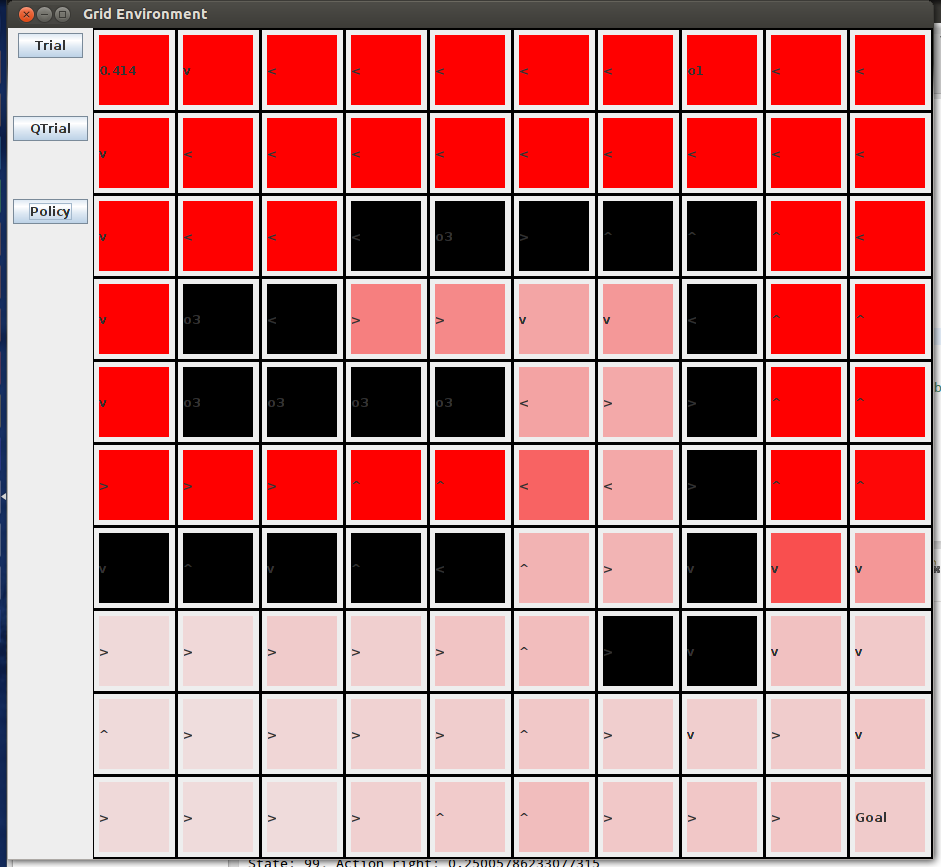 Grid Environment
Trial
0.414 v < < < < < o1 < <
QTrial
v < < < < < < < < <
Policy
v < < < o3 > ^ ^ ^ <
v o3 < > > v v < ^ ^
v o3 o3 o3 o3 < > > ^ ^
> > > ^ ^ < < > ^ ^
v ^ v ^ < ^ > v v v
> > > > > ^ > v v v
^ > > > > ^ > v > v
> > > > ^ ^ > > > Goal
State: 99, Action right: 0.25005786233077315
b